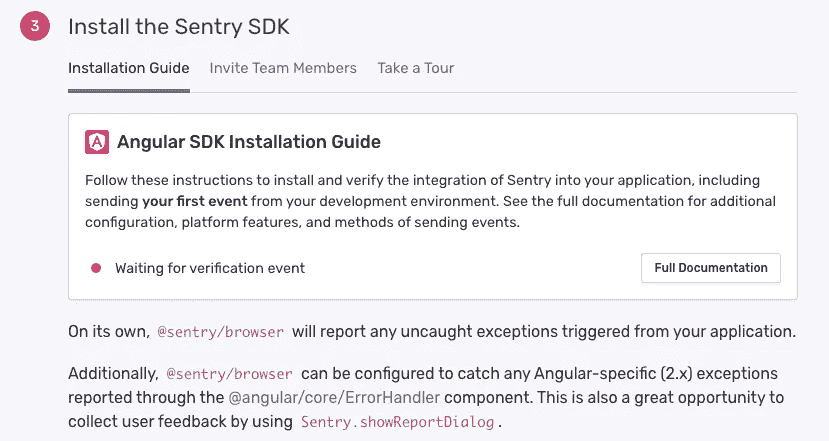 3 Install the Sentry SDK
Installation Guide Invite Team Members Take a Tour
Angular SDK Installation Guide
Follow these instructions to install and verify the integration of Sentry into your application, including
sending your first event from your development environment. See the full documentation for additional
configuration, platform features, and methods of sending events.
Waiting for verification event Full Documentation
On its own, @sentry/browser will report any uncaught exceptions triggered from your application.
Additionally, @sentry/browser can be configured to catch any Angular-specific (2.x) exceptions
reported through the @angular/core/ErrorHandler component. This is also a great opportunity to
collect user feedback by using Sentry.showReportDialog.